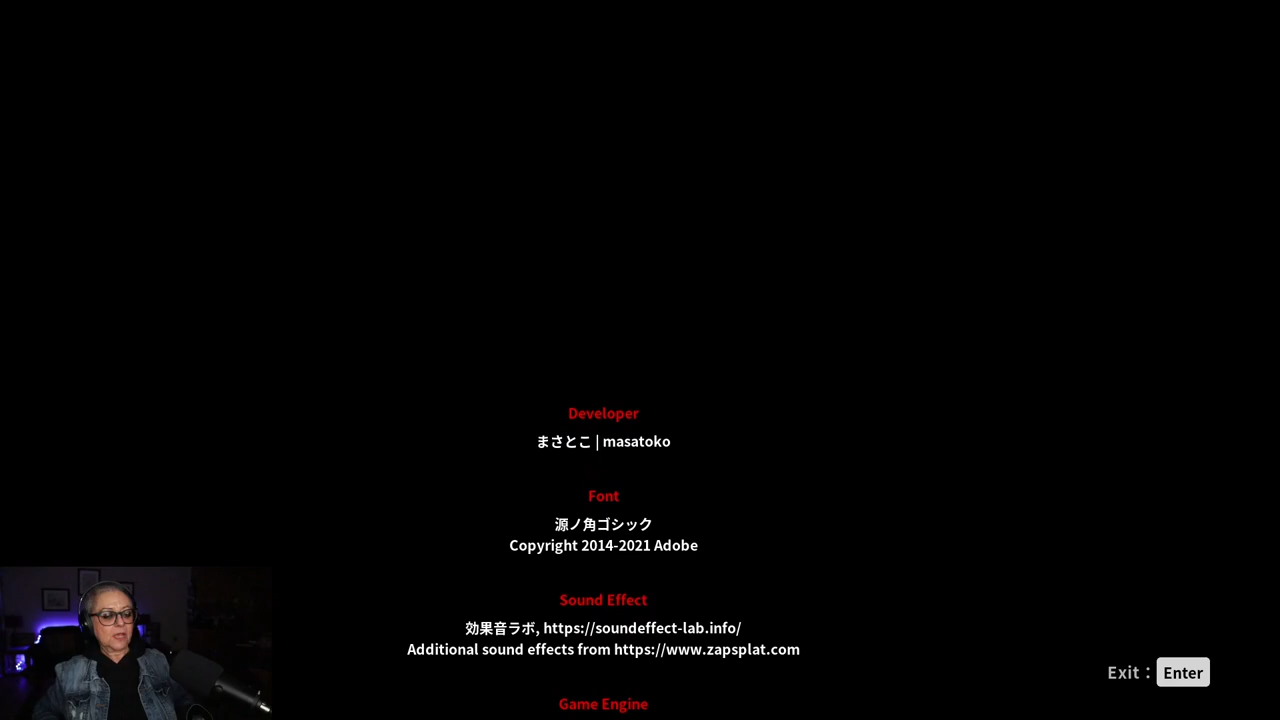 Developer
まさとこ | masatoko
Font
源ノ角ゴシック
Copyright 2014-2021 Adobe
Sound Effect
効果音ラボ, https://soundeffect-lab.info/
Additional sound effects from https://www.zapsplat.com
Exit：Enter
Game Engine